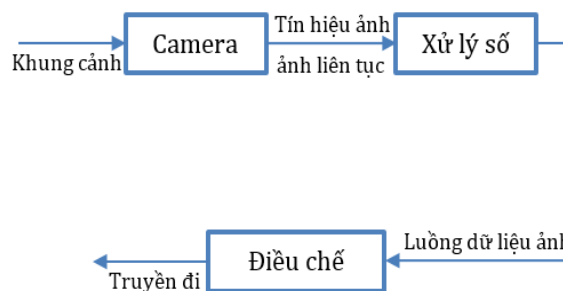 Khung cảnh
Camera
Tín hiệu ảnh
ảnh liên tục
Xử lý số
Luồng dữ liệu ảnh
Điều chế
Truyền đi